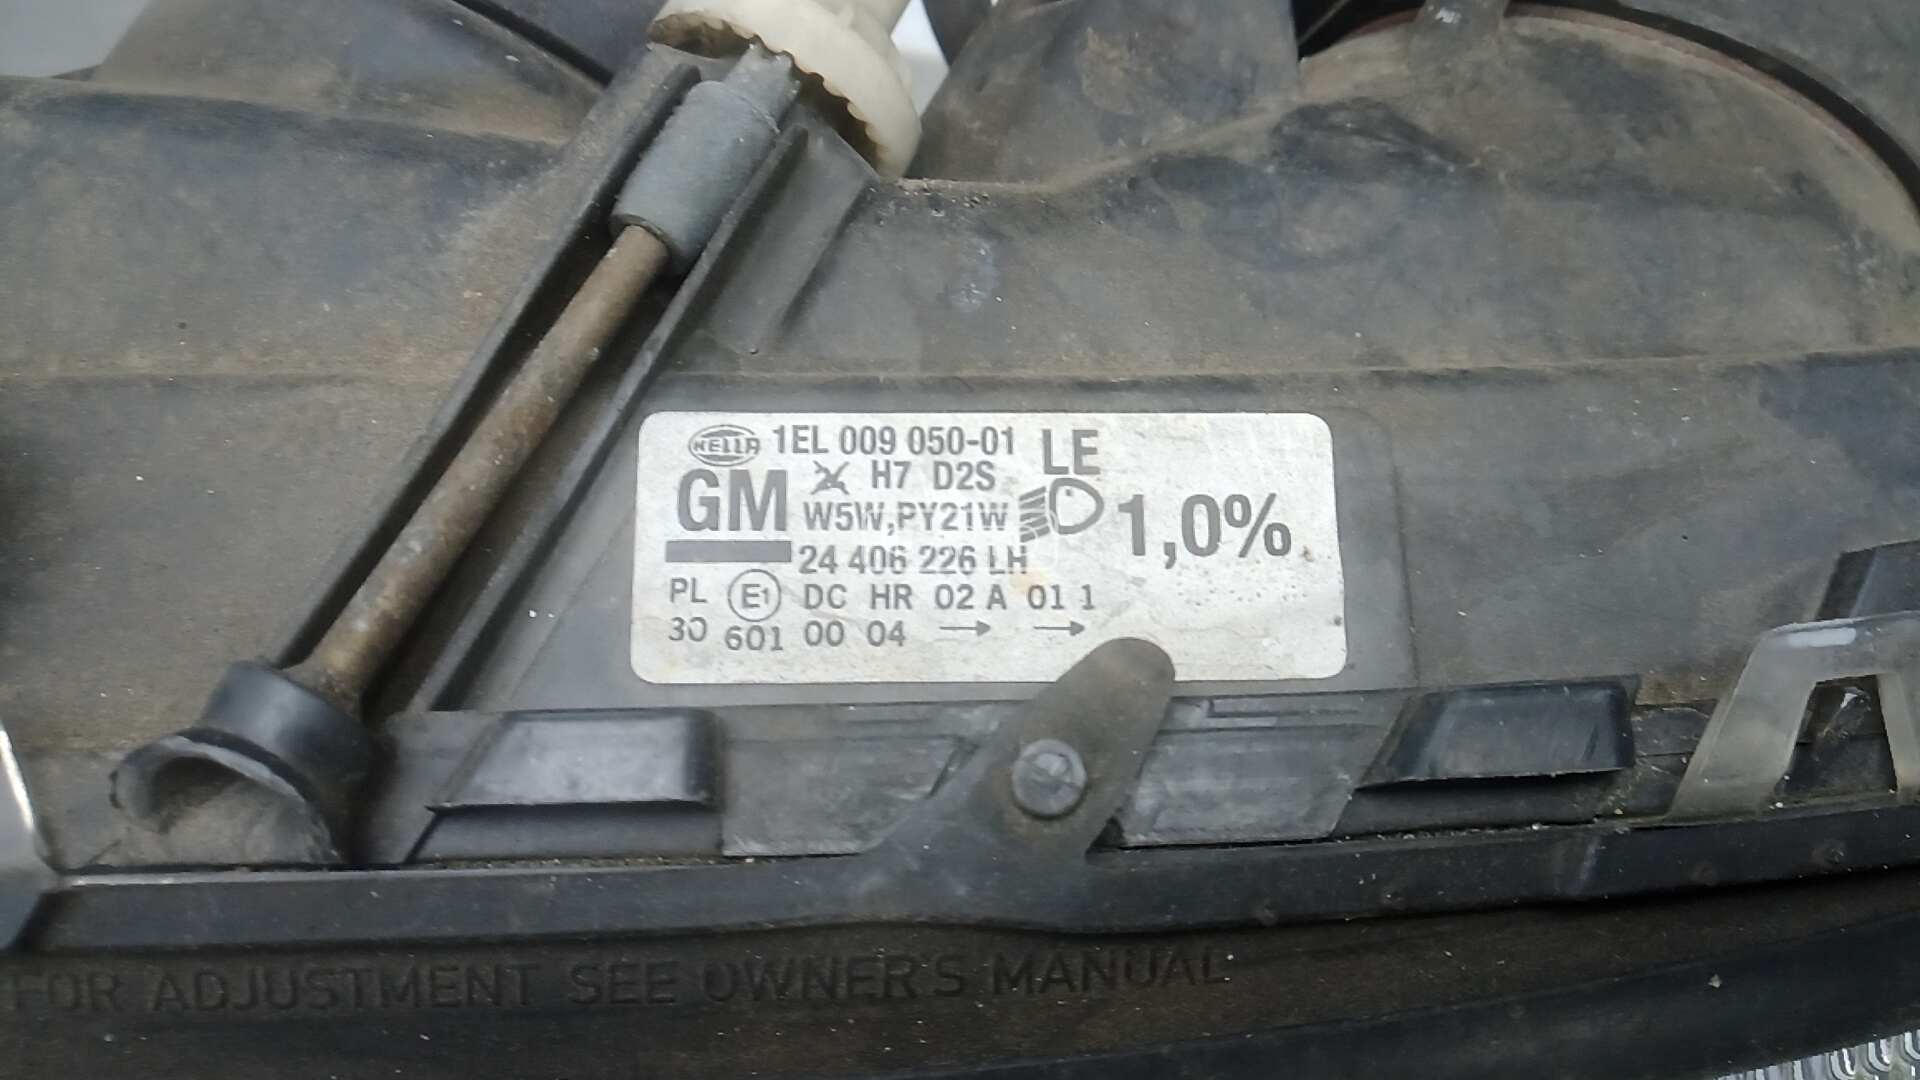 HELLA 1EL 009 050-01 LE
GM H7 D2S
W5W,PY21W 1,0%
24 406 226 LH
PL E1 DC HR 02 A 01 1
30 601 00 04 → →
FOR ADJUSTMENT SEE OWNER'S MANUAL